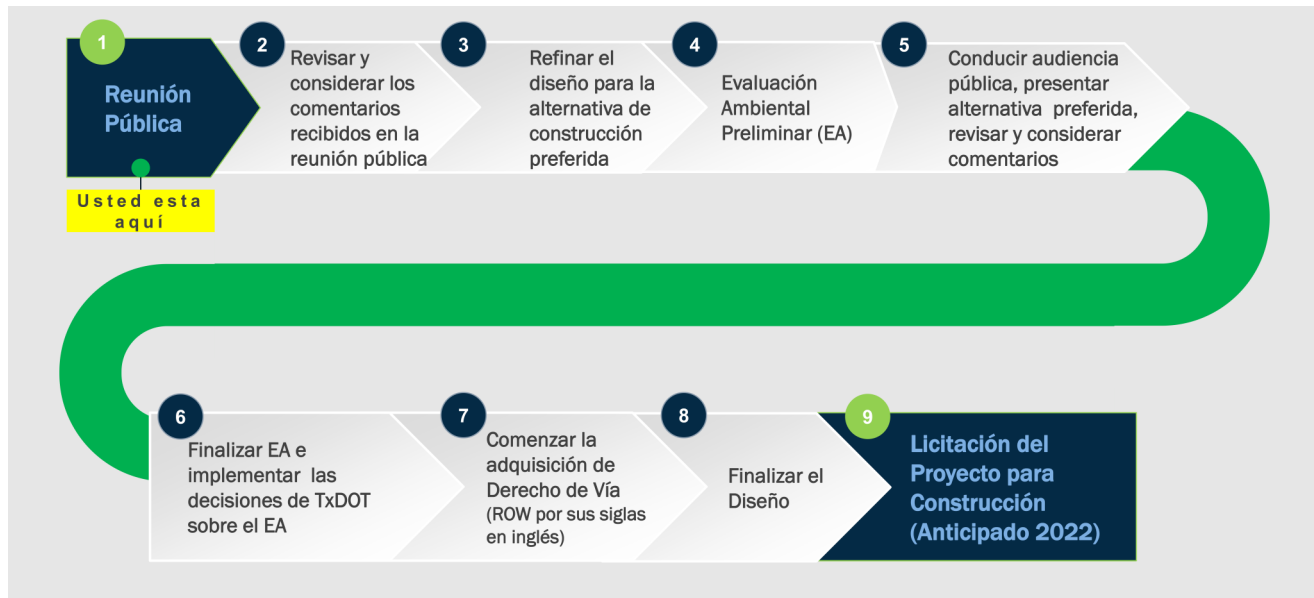 1
Reunión
Pública
Usted esta
aquí
2
Revisar y
considerar los
comentarios
recibidos en la
reunión pública
3
Refinar el
diseño para la
alternativa de
construcción
preferida
4
Evaluación
Ambiental
Preliminar (EA)
5
Conducir audiencia
pública, presentar
alternativa preferida,
revisar y considerar
comentarios
6
Finalizar EA e
implementar las
decisiones de TxDOT
sobre el EA
7
Comenzar la
adquisición de
Derecho de Vía
(ROW por sus siglas
en inglés)
8
Finalizar el
Diseño
9
Licitación del
Proyecto para
Construcción
(Anticipado 2022)